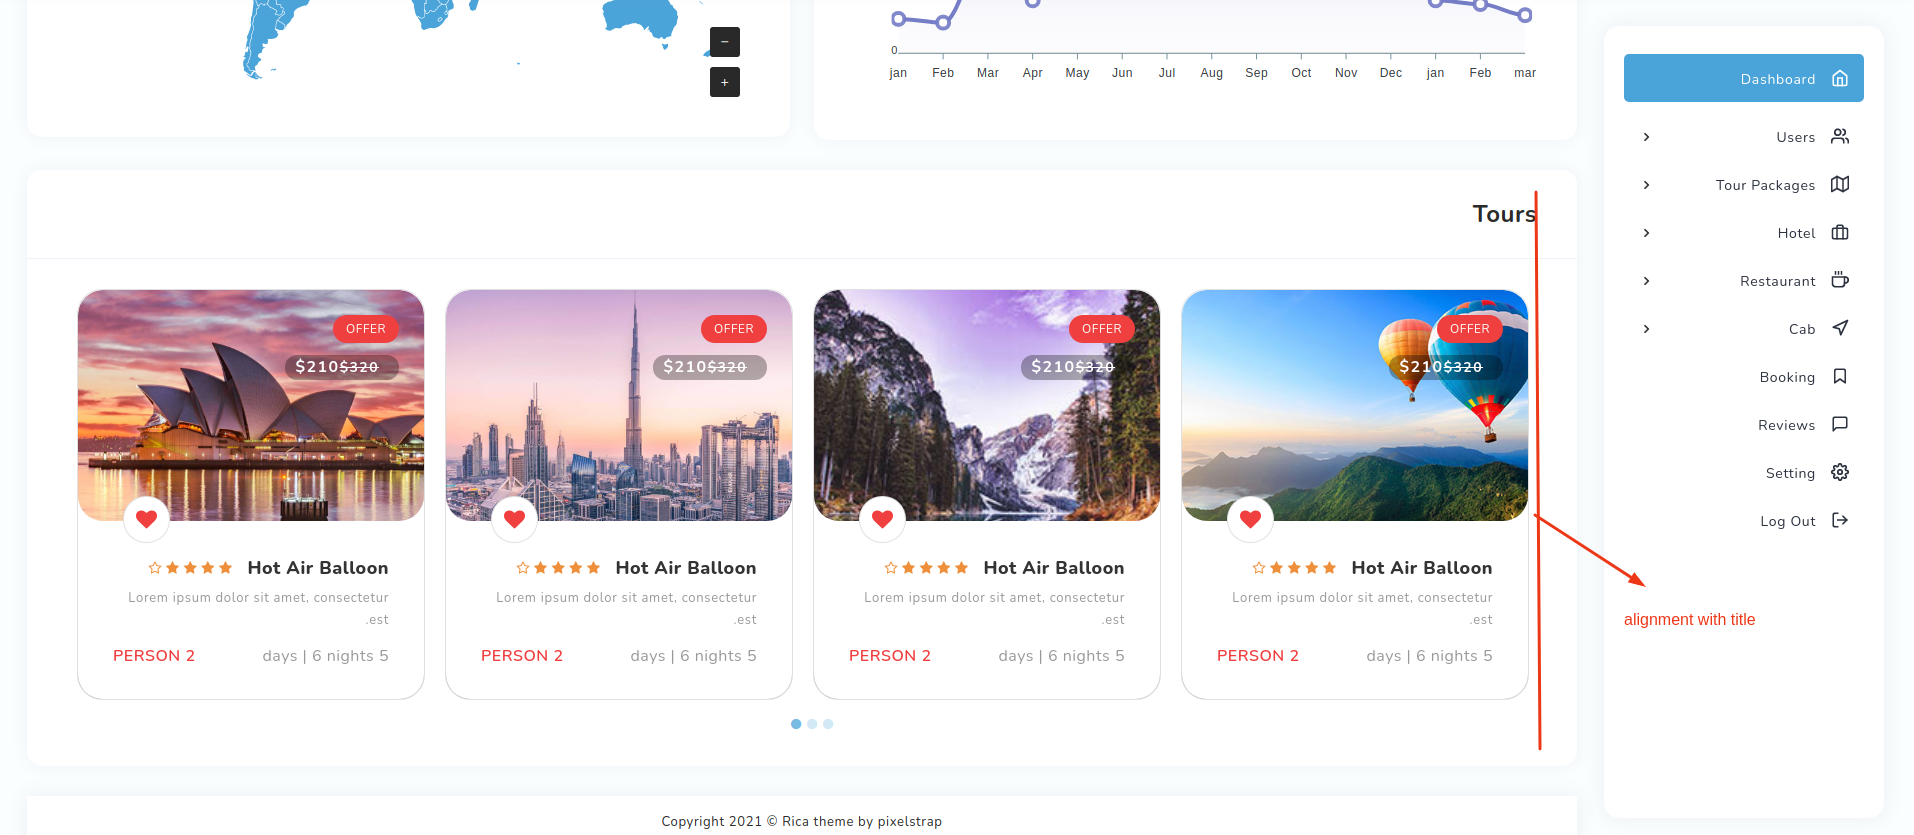 −
+
0
jan Feb Mar Apr May Jun Jul Aug Sep Oct Nov Dec jan Feb mar
Tours
OFFER
$210$320
Hot Air Balloon
Lorem ipsum dolor sit amet, consectetur
.est
PERSON 2
days | 6 nights 5
OFFER
$210$320
Hot Air Balloon
Lorem ipsum dolor sit amet, consectetur
.est
PERSON 2
days | 6 nights 5
OFFER
$210$320
Hot Air Balloon
Lorem ipsum dolor sit amet, consectetur
.est
PERSON 2
days | 6 nights 5
OFFER
$210$320
Hot Air Balloon
Lorem ipsum dolor sit amet, consectetur
.est
PERSON 2
days | 6 nights 5
Copyright 2021 © Rica theme by pixelstrap
Dashboard
Users
Tour Packages
Hotel
Restaurant
Cab
Booking
Reviews
Setting
Log Out
alignment with title